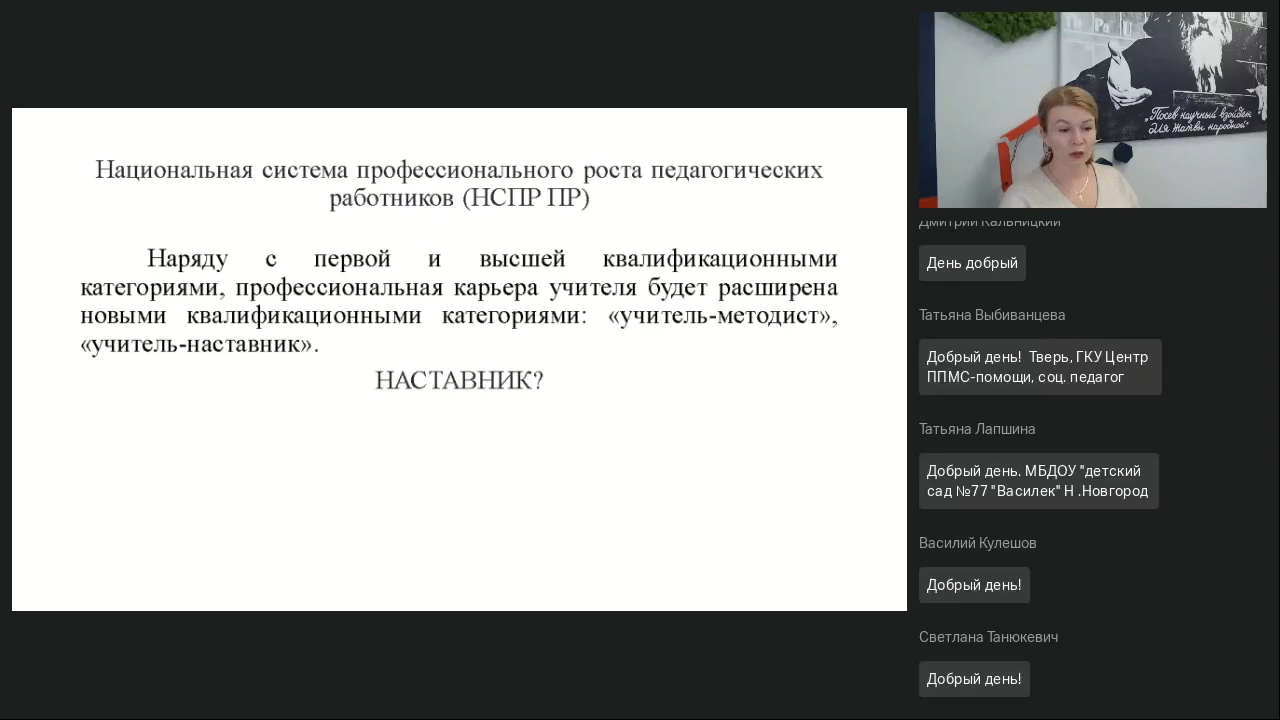 Национальная система профессионального роста педагогических
работников (НСПР ПР)
Наряду с первой и высшей квалификационными
категориями, профессиональная карьера учителя будет расширена
новыми квалификационными категориями: «учитель-методист»,
«учитель-наставник».
НАСТАВНИК?
„Посев научный взойдет
для жатвы народной"
Дмитрий Кальницкий
День добрый
Татьяна Выбиванцева
Добрый день! Тверь, ГКУ Центр
ППМС-помощи, соц. педагог
Татьяна Лапшина
Добрый день. МБДОУ "детский
сад №77 "Василек" Н .Новгород
Василий Кулешов
Добрый день!
Светлана Танюкевич
Добрый день!